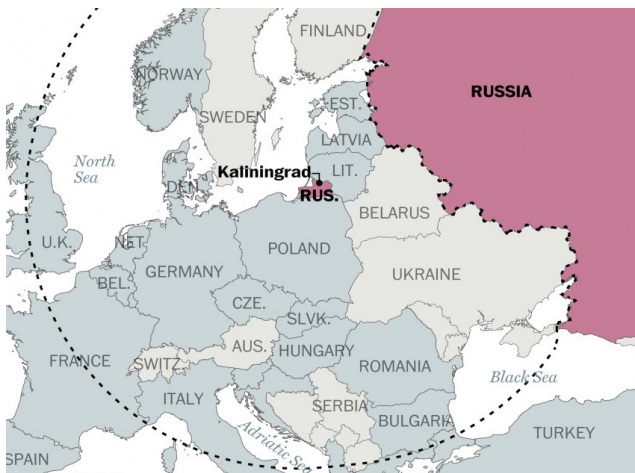 FINLAND
NORWAY
RUSSIA
EST.
SWEDEN
LATVIA
North
Sea
Kaliningrad
LIT.
DEN.
RUS.
BELARUS
U.K.
NET.
POLAND
GERMANY
BEL.
UKRAINE
CZE.
SLVK.
AUS.
HUNGARY
FRANCE
SWITZ.
ROMANIA
Black Sea
ITALY
SERBIA
BULGARIA
Adriatic Sea
TURKEY
SPAIN